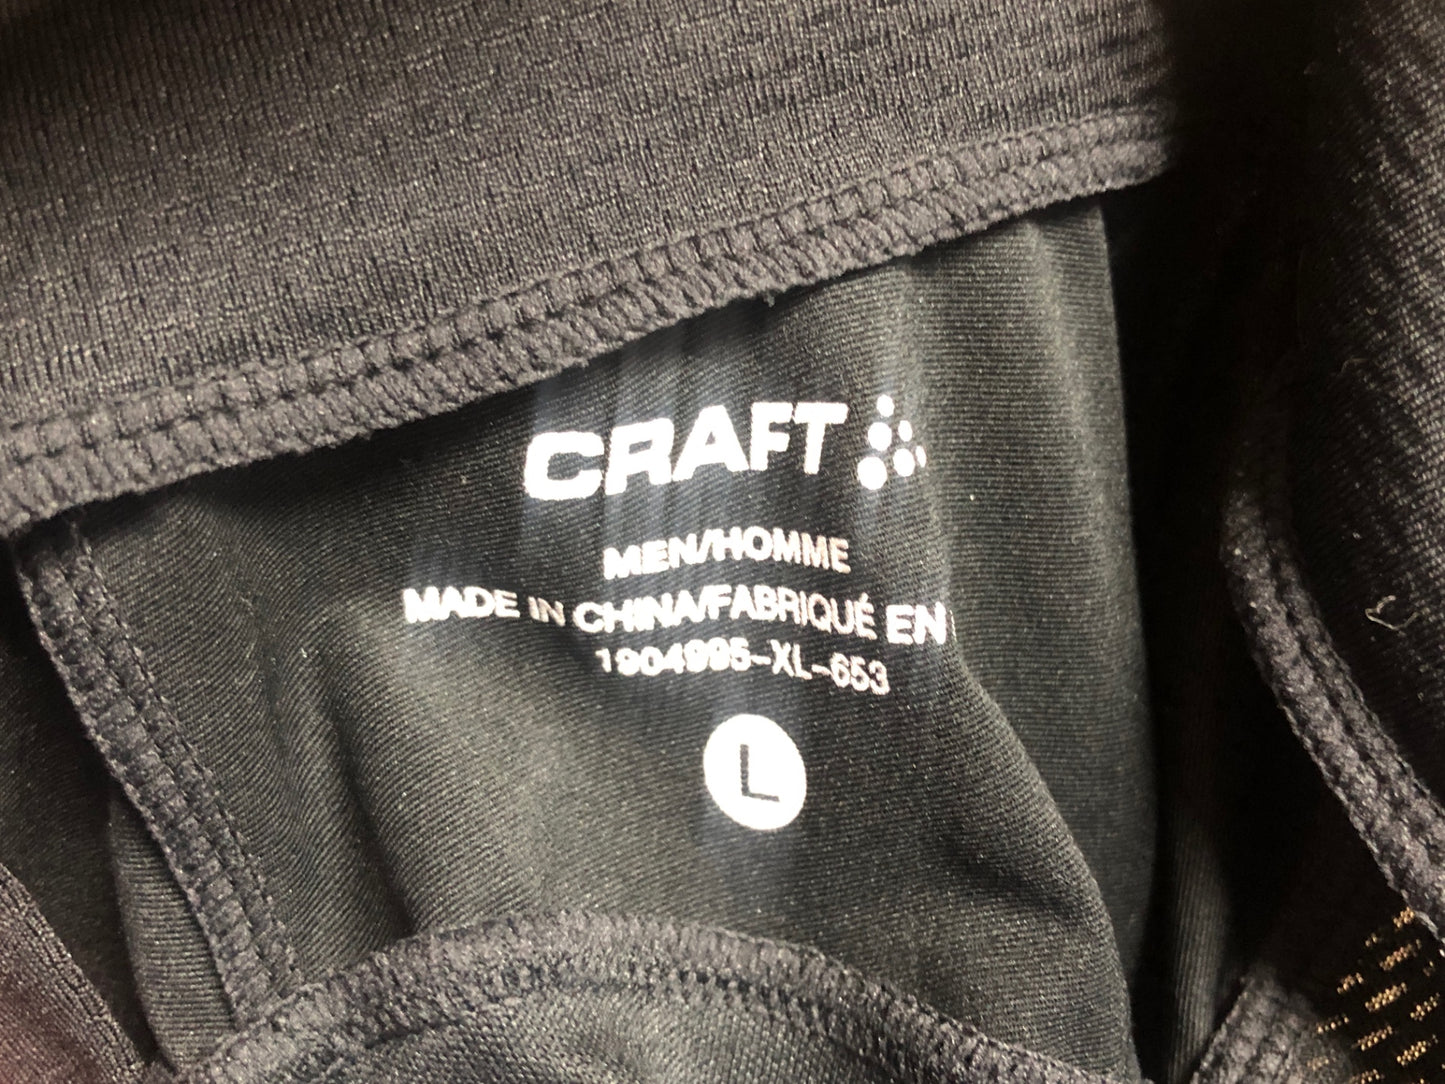 CRAFT
MEN/HOMME
MADE IN CHINA/FABRIQUÉ EN
1904995-XL-653
L